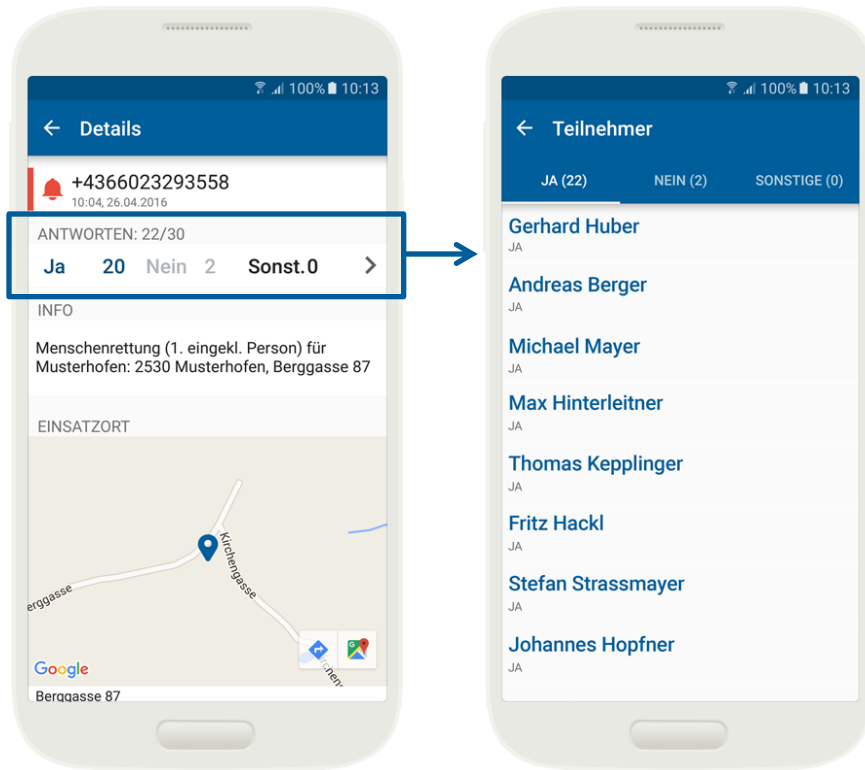 100% 10:13
Details
+4366023293558
10:04, 26.04.2016
ANTWORTEN: 22/30
Ja 20 Nein 2 Sonst.0
INFO
Menschenrettung (1. eingekl. Person) für
Musterhofen: 2530 Musterhofen, Berggasse 87
EINSATZORT
Kirchengasse
erggasse
Google
rchen
Berggasse 87
100% 10:13
Teilnehmer
JA (22) NEIN (2) SONSTIGE (0)
Gerhard Huber
JA
Andreas Berger
JA
Michael Mayer
JA
Max Hinterleitner
JA
Thomas Kepplinger
JA
Fritz Hackl
JA
Stefan Strassmayer
JA
Johannes Hopfner
JA